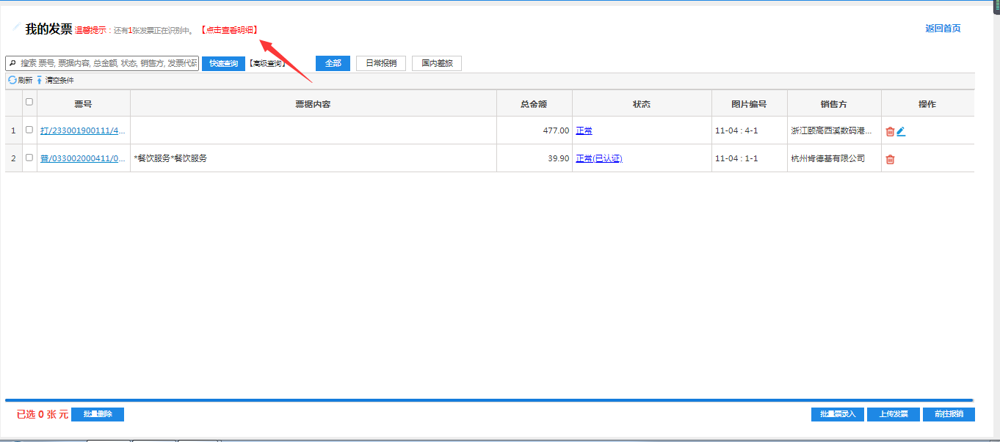 我的发票 温馨提示：还有1张发票正在识别中。 【点击查看明细】 返回首页
搜索 票号, 票据内容, 总金额, 状态, 销售方, 发票代码 快速查询 【高级查询】 全部 日常报销 国内差旅
刷新 清空条件
票号 票据内容 总金额 状态 图片编号 销售方 操作
1 打/233001900111/4... 477.00 正常 11-04 : 4-1 浙江颐高西溪数码港...
2 普/033002000411/0... *餐饮服务*餐饮服务 39.90 正常(已认证) 11-04 : 1-1 杭州肯德基有限公司
已选 0 张 元 批量删除 批量票录入 上传发票 前往报销